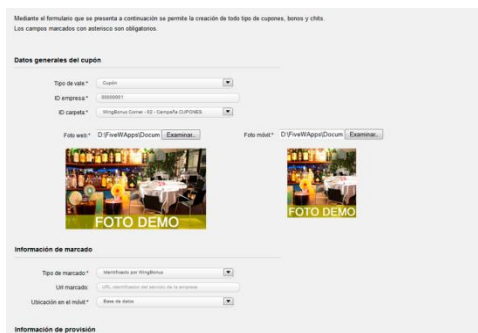 Mediante el formulario que se presenta a continuación se permite la creación de todo tipo de cupones, bonos y chits.
Los campos marcados con asterisco son obligatorios.
Datos generales del cupón
Tipo de vale:* Cupón
ID empresa:* 00000001
ID carpeta:* WingBonus Corner - 02 - Campaña CUPONES
Foto web:* D:\FiveWApps\Docum Examinar... Foto móvil:* D:\FiveWApps\Docum Examinar...
FOTO DEMO FOTO DEMO
Información de marcado
Tipo de marcado:* Identificado por WingBonus
Url marcado: URL identificación del servicio de la empresa
Ubicación en el móvil:* Base de datos
Información de provisión